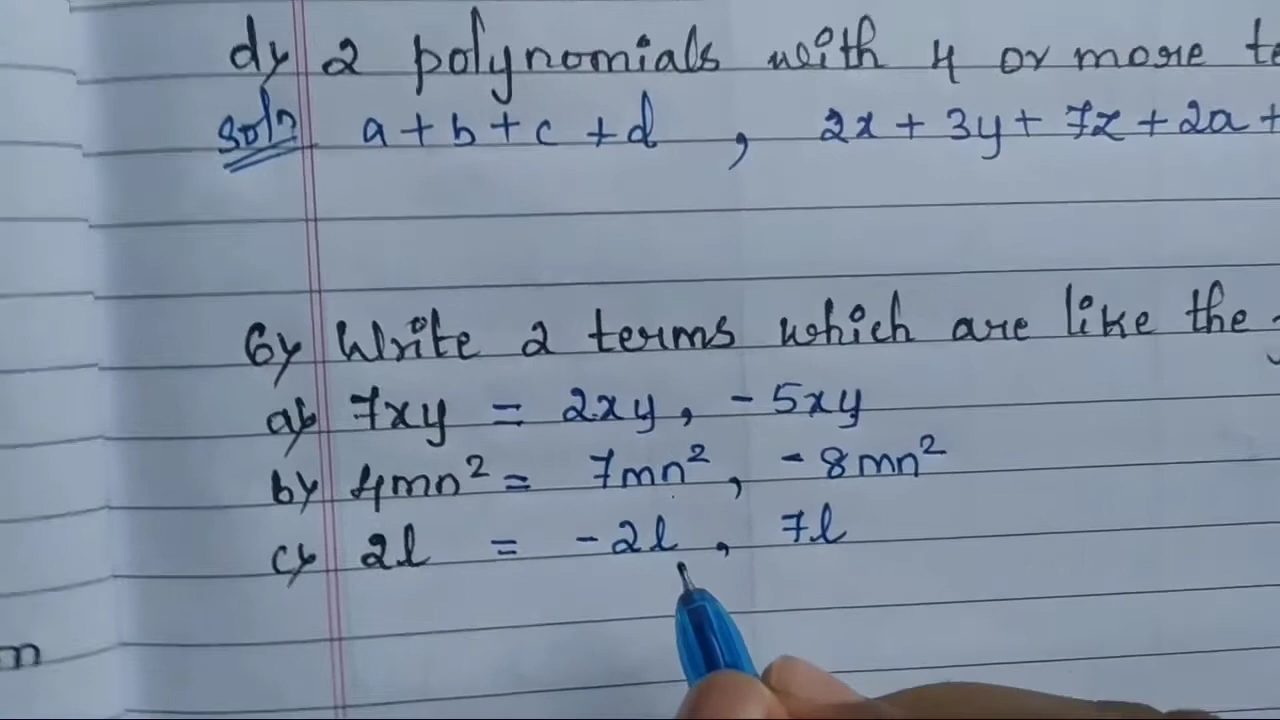 d) 2 polynomials with 4 or more
Soln a + b + c + d , 2x + 3y + 7z + 2a +
6) Write 2 terms which are like the
a) 7xy = 2xy, - 5xy
b) 4mn² = 7mn², - 8mn²
c) 2l = - 2l , 7l
n